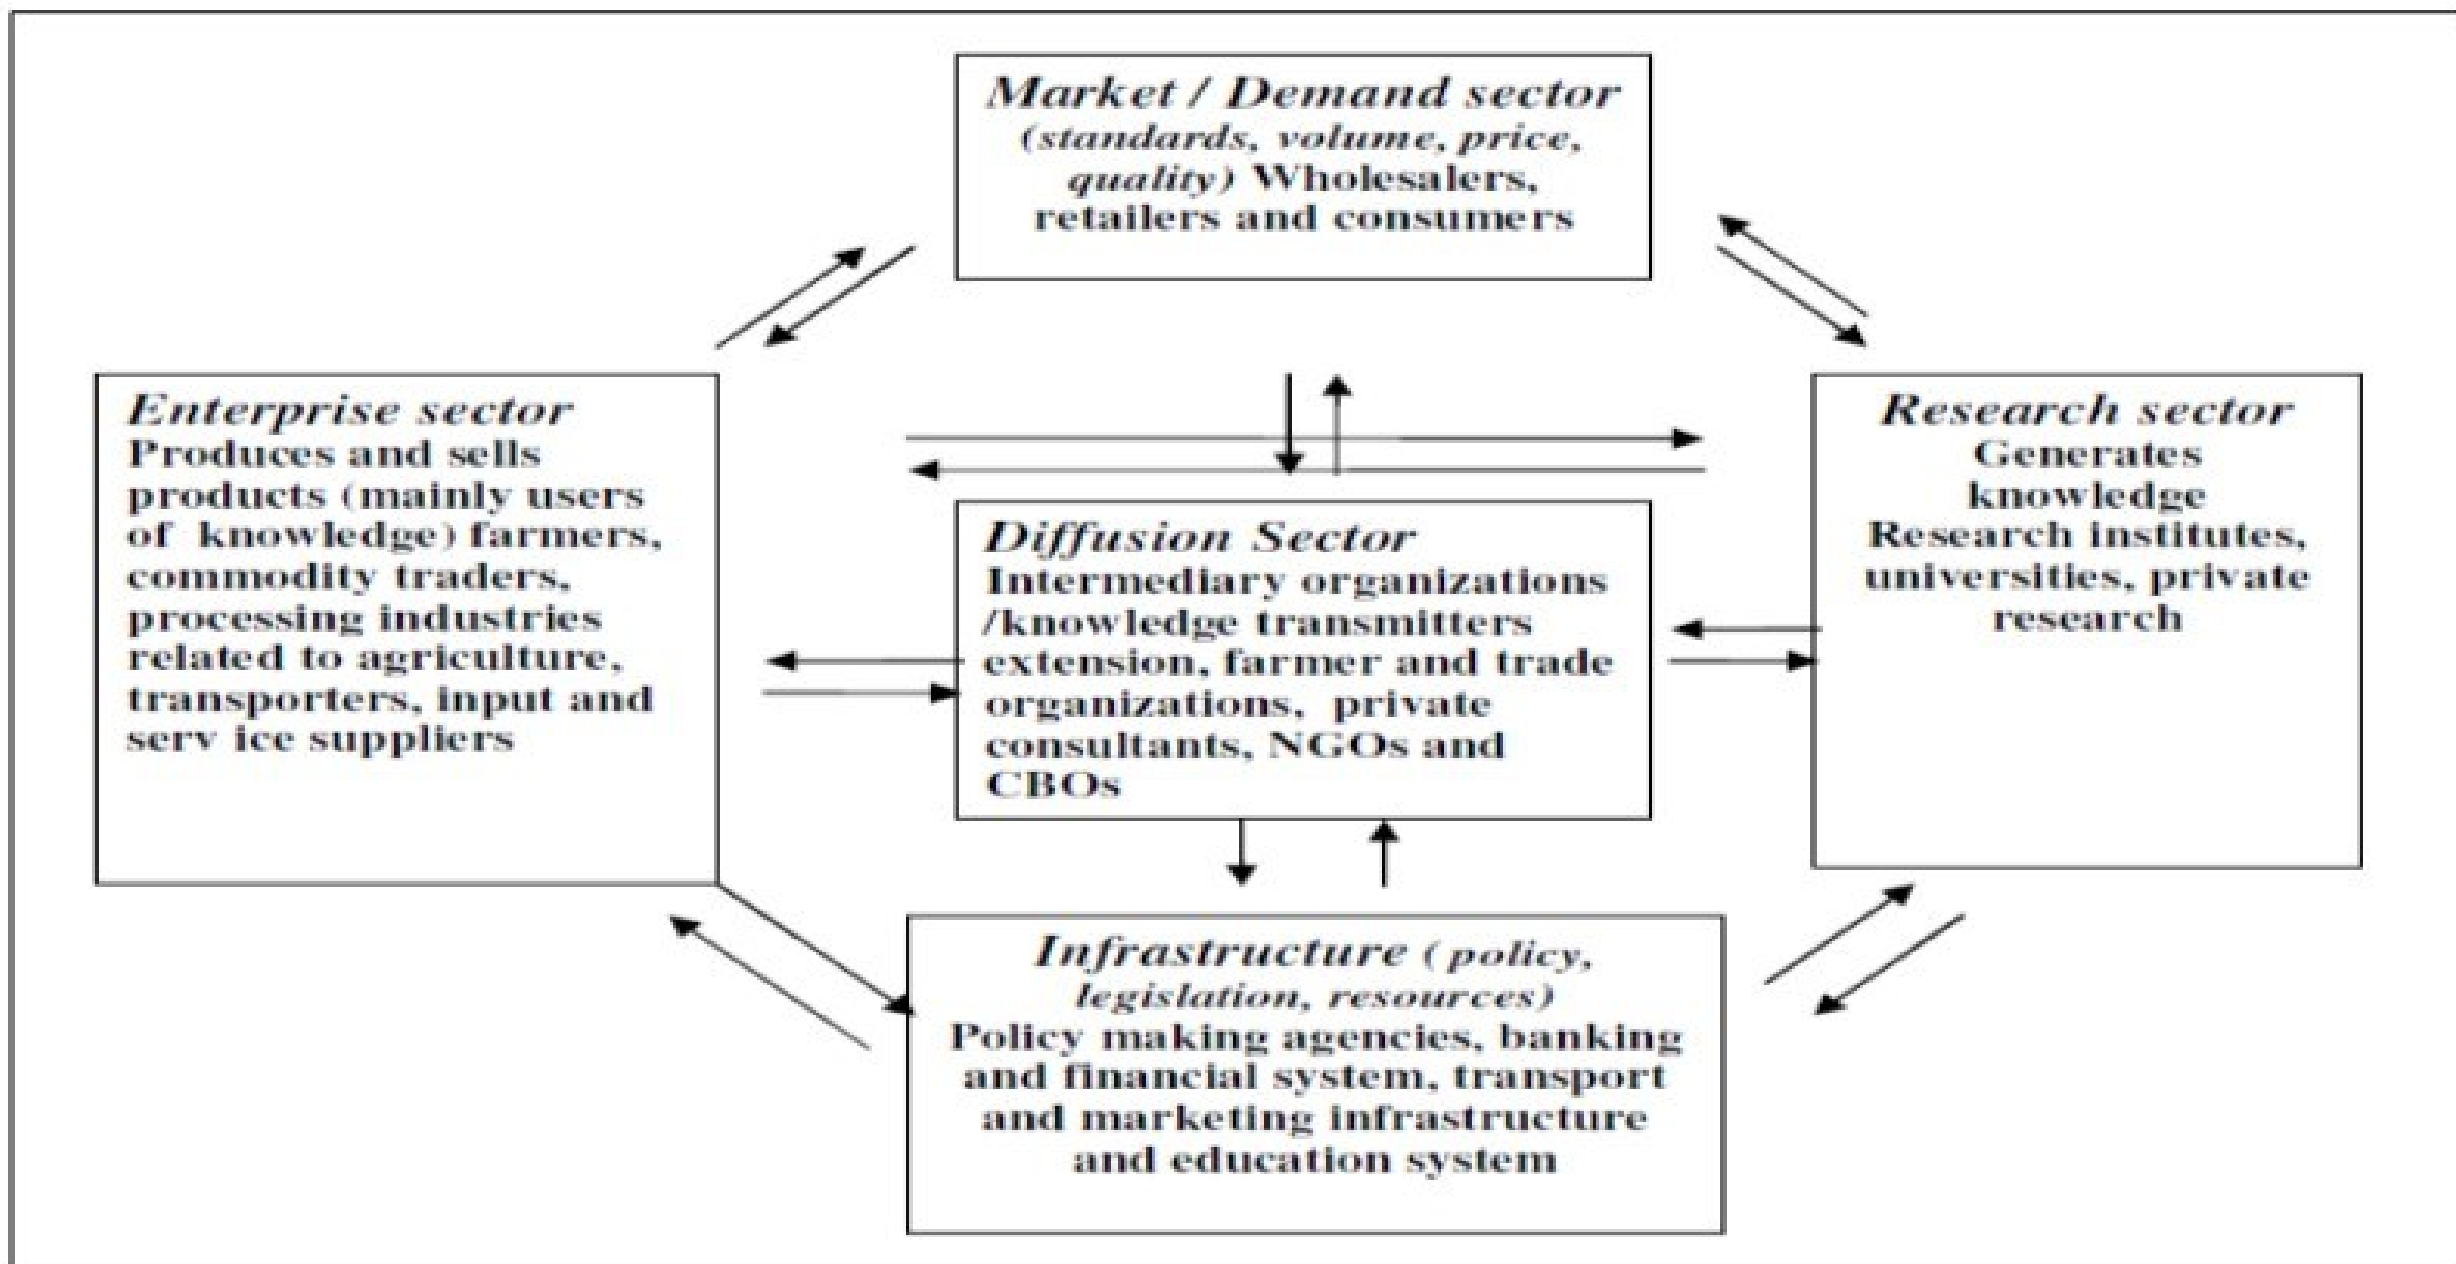 Market / Demand sector
(standards, volume, price,
quality) Wholesalers,
retailers and consumers
Enterprise sector
Produces and sells
products (mainly users
of knowledge) farmers,
commodity traders,
processing industries
related to agriculture,
transporters, input and
serv ice suppliers
Diffusion Sector
Intermediary organizations
/knowledge transmitters
extension, farmer and trade
organizations, private
consultants, NGOs and
CBOs
Research sector
Generates
knowledge
Research institutes,
universities, private
research
Infrastructure (policy,
legislation, resources)
Policy making agencies, banking
and financial system, transport
and marketing infrastructure
and education system